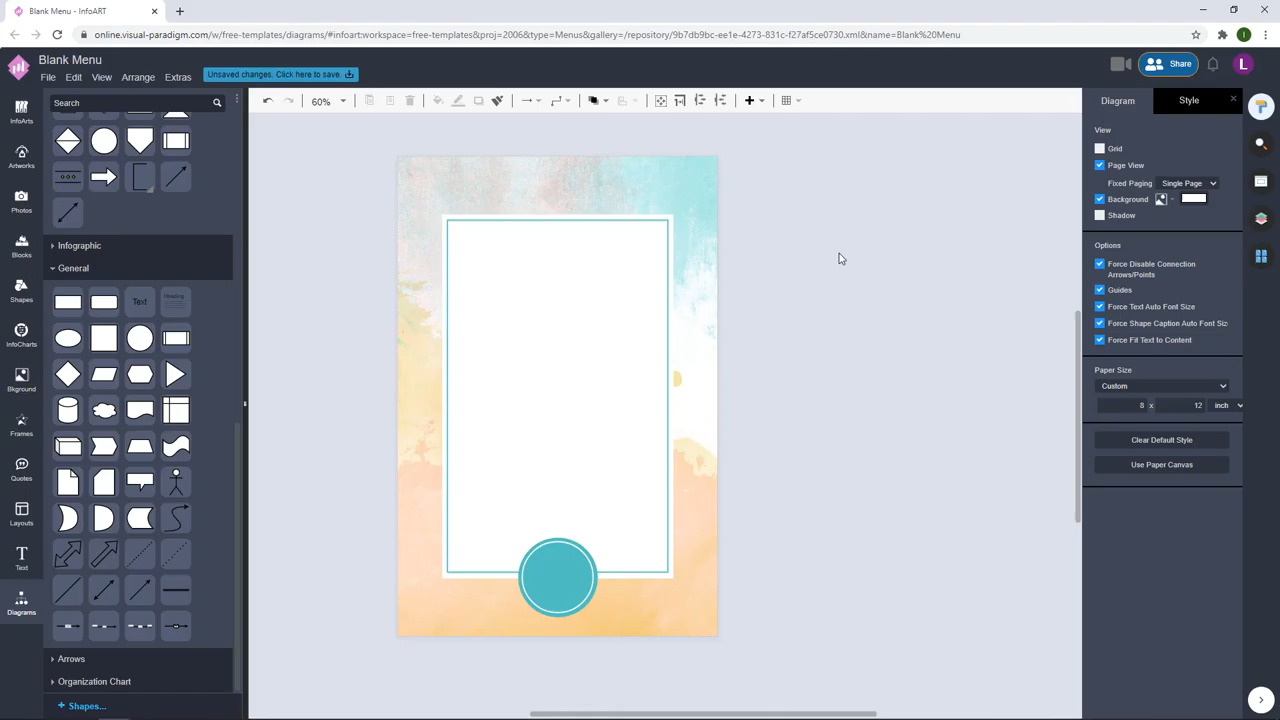 Blank Menu - InfoART
online.visual-paradigm.com/w/free-templates/diagrams/#infoart:workspace=free-templates&proj=2006&type=Menus&gallery=/repository/9b7db9bc-ee1e-4273-831c-f27af5ce0730.xml&name=Blank%20Menu
I
Blank Menu
File Edit View Arrange Extras Unsaved changes. Click here to save.
Share
L
Search
60%
Diagram Style
InfoArts
Artworks
Photos
Blocks
Shapes
InfoCharts
Bkground
Frames
Quotes
Layouts
Text
Diagrams
Infographic
General
Text
Heading
Arrows
Organization Chart
+ Shapes...
View
Grid
Page View
Fixed Paging Single Page
Background
Shadow
Options
Force Disable Connection
Arrows/Points
Guides
Force Text Auto Font Size
Force Shape Caption Auto Font Siz
Force Fit Text to Content
Paper Size
Custom
8 x 12 inch
Clear Default Style
Use Paper Canvas